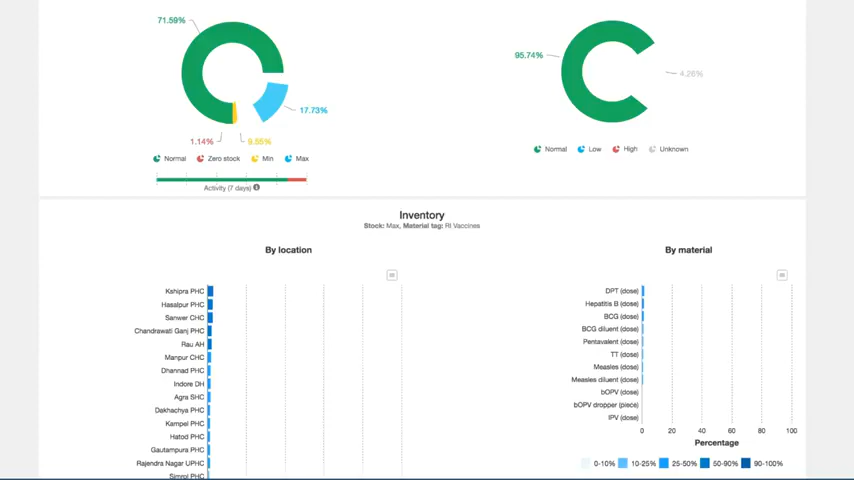 71.59%
17.73%
1.14%
9.55%
Normal Zero stock Min Max
Activity (7 days)
95.74%
4.26%
Normal Low High Unknown
Inventory
Stock: Max, Material tag: RI Vaccines
By location
Kshipra PHC
Hasalpur PHC
Sanwer CHC
Chandrawati Ganj PHC
Rau AH
Manpur CHC
Dhannad PHC
Indore DH
Agra SHC
Dakhachya PHC
Kampel PHC
Hatod PHC
Gautampura PHC
Rajendra Nagar UPHC
Simrol PHC
By material
DPT (dose)
Hepatitis B (dose)
BCG (dose)
BCG diluent (dose)
Pentavalent (dose)
TT (dose)
Measles (dose)
Measles diluent (dose)
bOPV (dose)
bOPV dropper (piece)
IPV (dose)
0 20 40 60 80 100
Percentage
0-10% 10-25% 25-50% 50-90% 90-100%